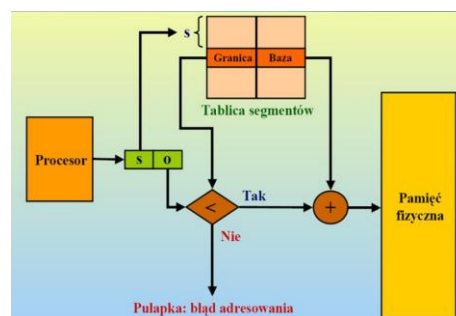 s
Granica Baza
Tablica segmentów
Procesor
s o
<
Tak
+
Nie
Pamięć
fizyczna
Pułapka: błąd adresowania